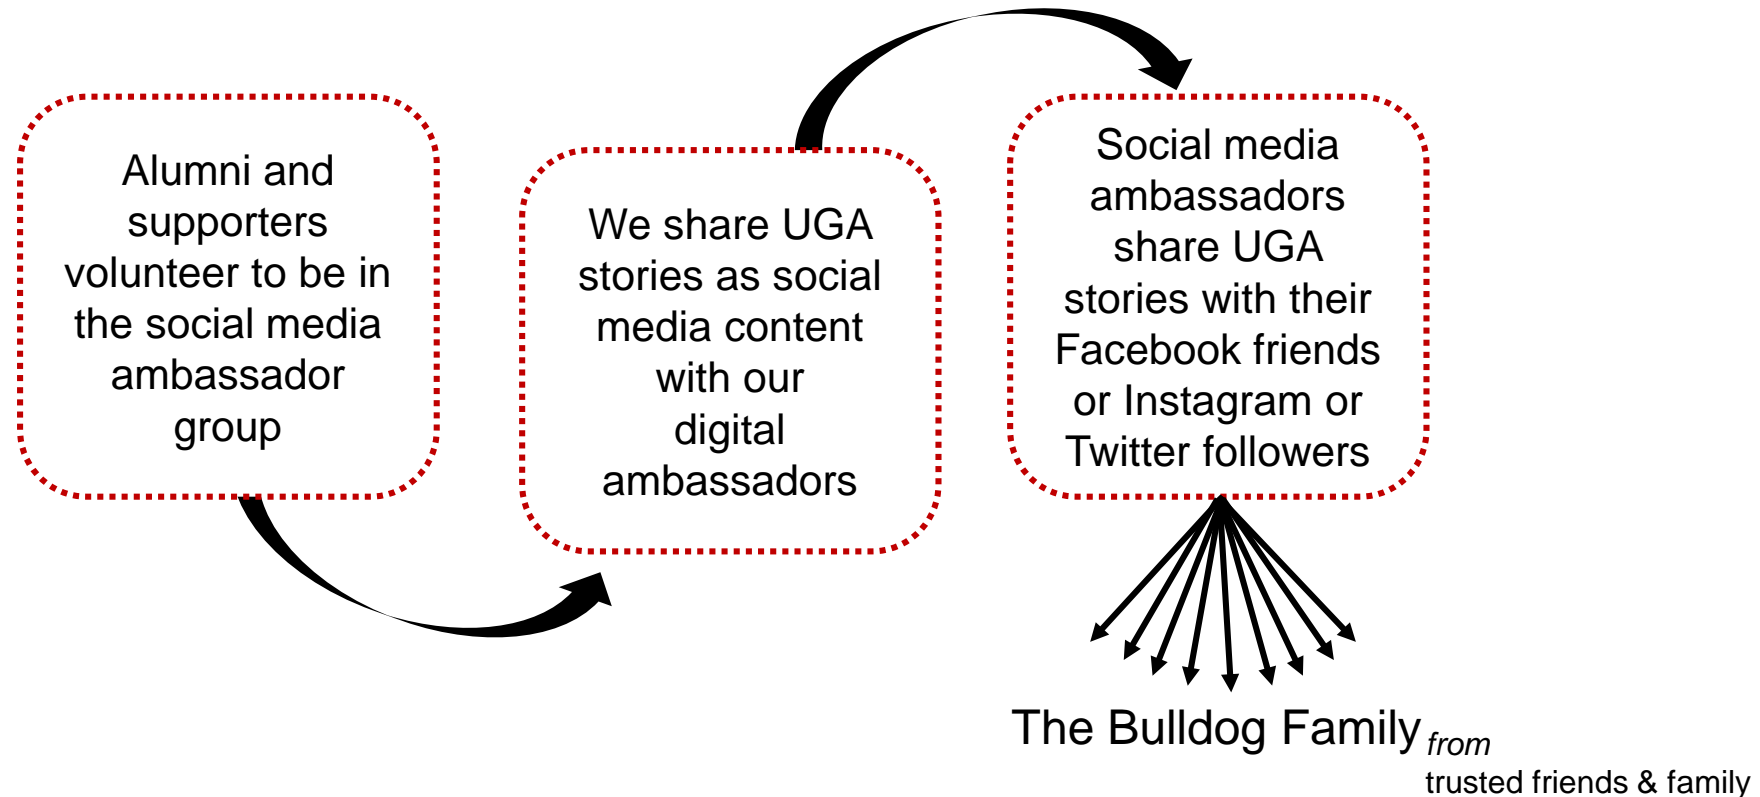 Alumni and
supporters
volunteer to be in
the social media
ambassador
group
We share UGA
stories as social
media content
with our
digital
ambassadors
Social media
ambassadors
share UGA
stories with their
Facebook friends
or Instagram or
Twitter followers
The Bulldog Family from
trusted friends & family